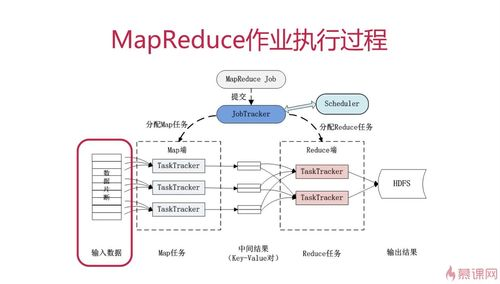 MapReduce作业执行过程
MapReduce Job
提交
JobTracker
Scheduler
分配Map任务
分配Reduce任务
Map端
Reduce端
数据片断
TaskTracker
TaskTracker
TaskTracker
TaskTracker
TaskTracker
HDFS
输入数据
Map任务
中间结果
(Key-Value对)
Reduce任务
输出结果
慕课网